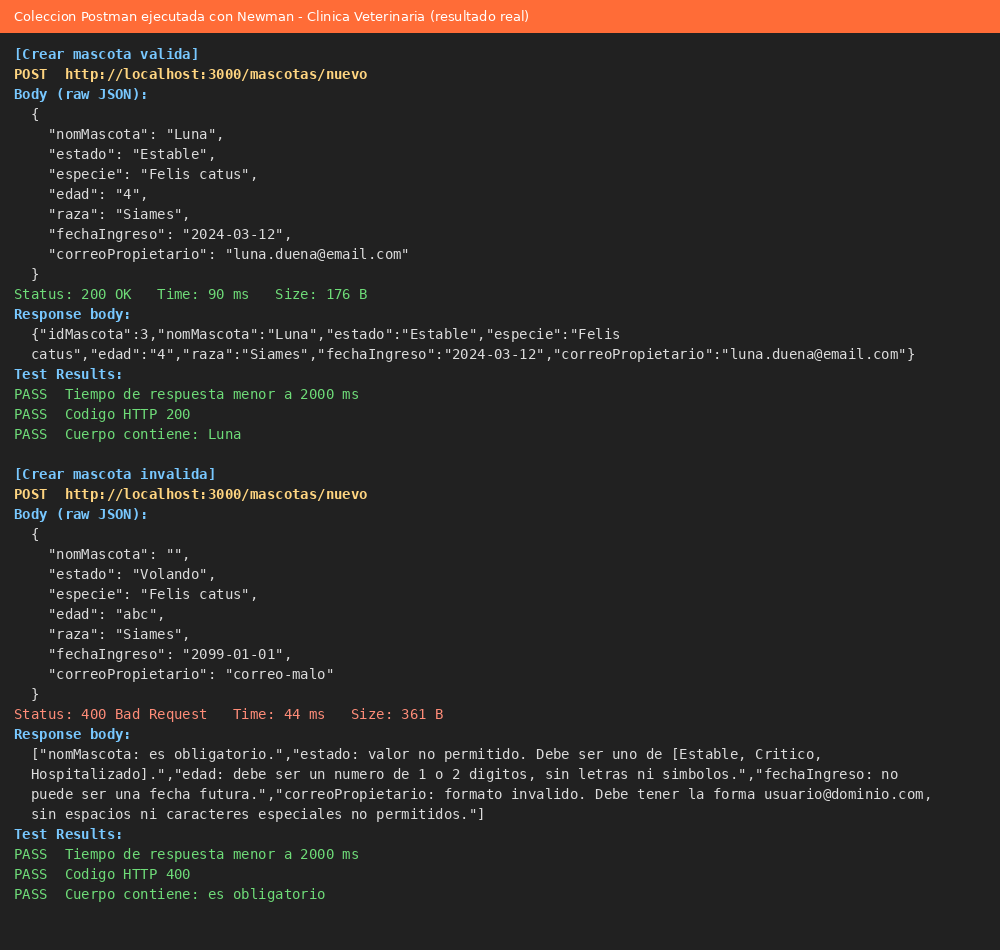 Coleccion Postman ejecutada con Newman - Clinica Veterinaria (resultado real)
[Crear mascota valida]
POST  http://localhost:3000/mascotas/nuevo
Body (raw JSON):
  {
    "nomMascota": "Luna",
    "estado": "Estable",
    "especie": "Felis catus",
    "edad": "4",
    "raza": "Siames",
    "fechaIngreso": "2024-03-12",
    "correoPropietario": "luna.duena@email.com"
  }
Status: 200 OK   Time: 90 ms   Size: 176 B
Response body:
  {"idMascota":3,"nomMascota":"Luna","estado":"Estable","especie":"Felis
  catus","edad":"4","raza":"Siames","fechaIngreso":"2024-03-12","correoPropietario":"luna.duena@email.com"}
Test Results:
PASS  Tiempo de respuesta menor a 2000 ms
PASS  Codigo HTTP 200
PASS  Cuerpo contiene: Luna
[Crear mascota invalida]
POST  http://localhost:3000/mascotas/nuevo
Body (raw JSON):
  {
    "nomMascota": "",
    "estado": "Volando",
    "especie": "Felis catus",
    "edad": "abc",
    "raza": "Siames",
    "fechaIngreso": "2099-01-01",
    "correoPropietario": "correo-malo"
  }
Status: 400 Bad Request   Time: 44 ms   Size: 361 B
Response body:
  ["nomMascota: es obligatorio.","estado: valor no permitido. Debe ser uno de [Estable, Critico,
  Hospitalizado].","edad: debe ser un numero de 1 o 2 digitos, sin letras ni simbolos.","fechaIngreso: no
  puede ser una fecha futura.","correoPropietario: formato invalido. Debe tener la forma usuario@dominio.com,
  sin espacios ni caracteres especiales no permitidos."]
Test Results:
PASS  Tiempo de respuesta menor a 2000 ms
PASS  Codigo HTTP 400
PASS  Cuerpo contiene: es obligatorio